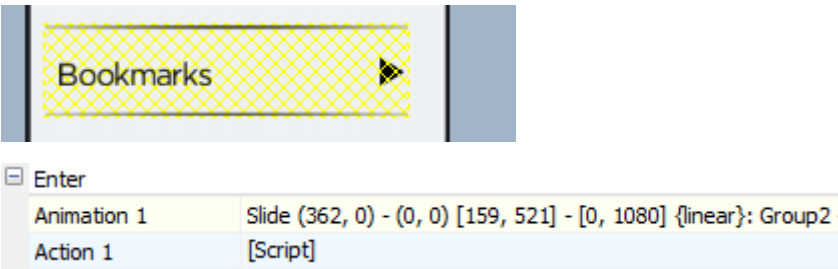 Bookmarks
Enter
Animation 1 Slide (362, 0) - (0, 0) [159, 521] - [0, 1080] {linear}: Group2
Action 1 [Script]